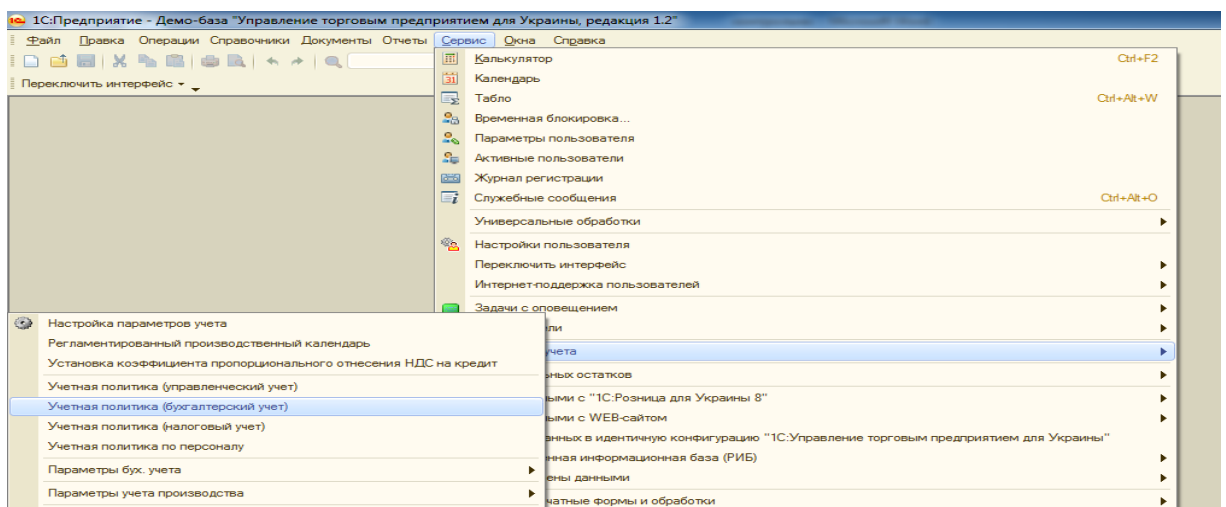 1С:Предприятие - Демо-база "Управление торговым предприятием для Украины, редакция 1.2"
Файл Правка Операции Справочники Документы Отчеты Сервис Окна Справка
Переключить интерфейс
Калькулятор Ctrl+F2
Календарь
Табло Ctrl+Alt+W
Временная блокировка...
Параметры пользователя
Активные пользователи
Журнал регистрации
Служебные сообщения Ctrl+Alt+O
Универсальные обработки
Настройки пользователя
Переключить интерфейс
Интернет-поддержка пользователей
Задачи с оповещением
ли
учета
ьных остатков
ыми с "1С:Розница для Украины 8"
ыми с WEB-сайтом
анных в идентичную конфигурацию "1С:Управление торговым предприятием для Украины"
нная информационная база (РИБ)
ены данными
чатные формы и обработки
Настройка параметров учета
Регламентированный производственный календарь
Установка коэффициента пропорционального отнесения НДС на кредит
Учетная политика (управленческий учет)
Учетная политика (бухгалтерский учет)
Учетная политика (налоговый учет)
Учетная политика по персоналу
Параметры бух. учета
Параметры учета производства